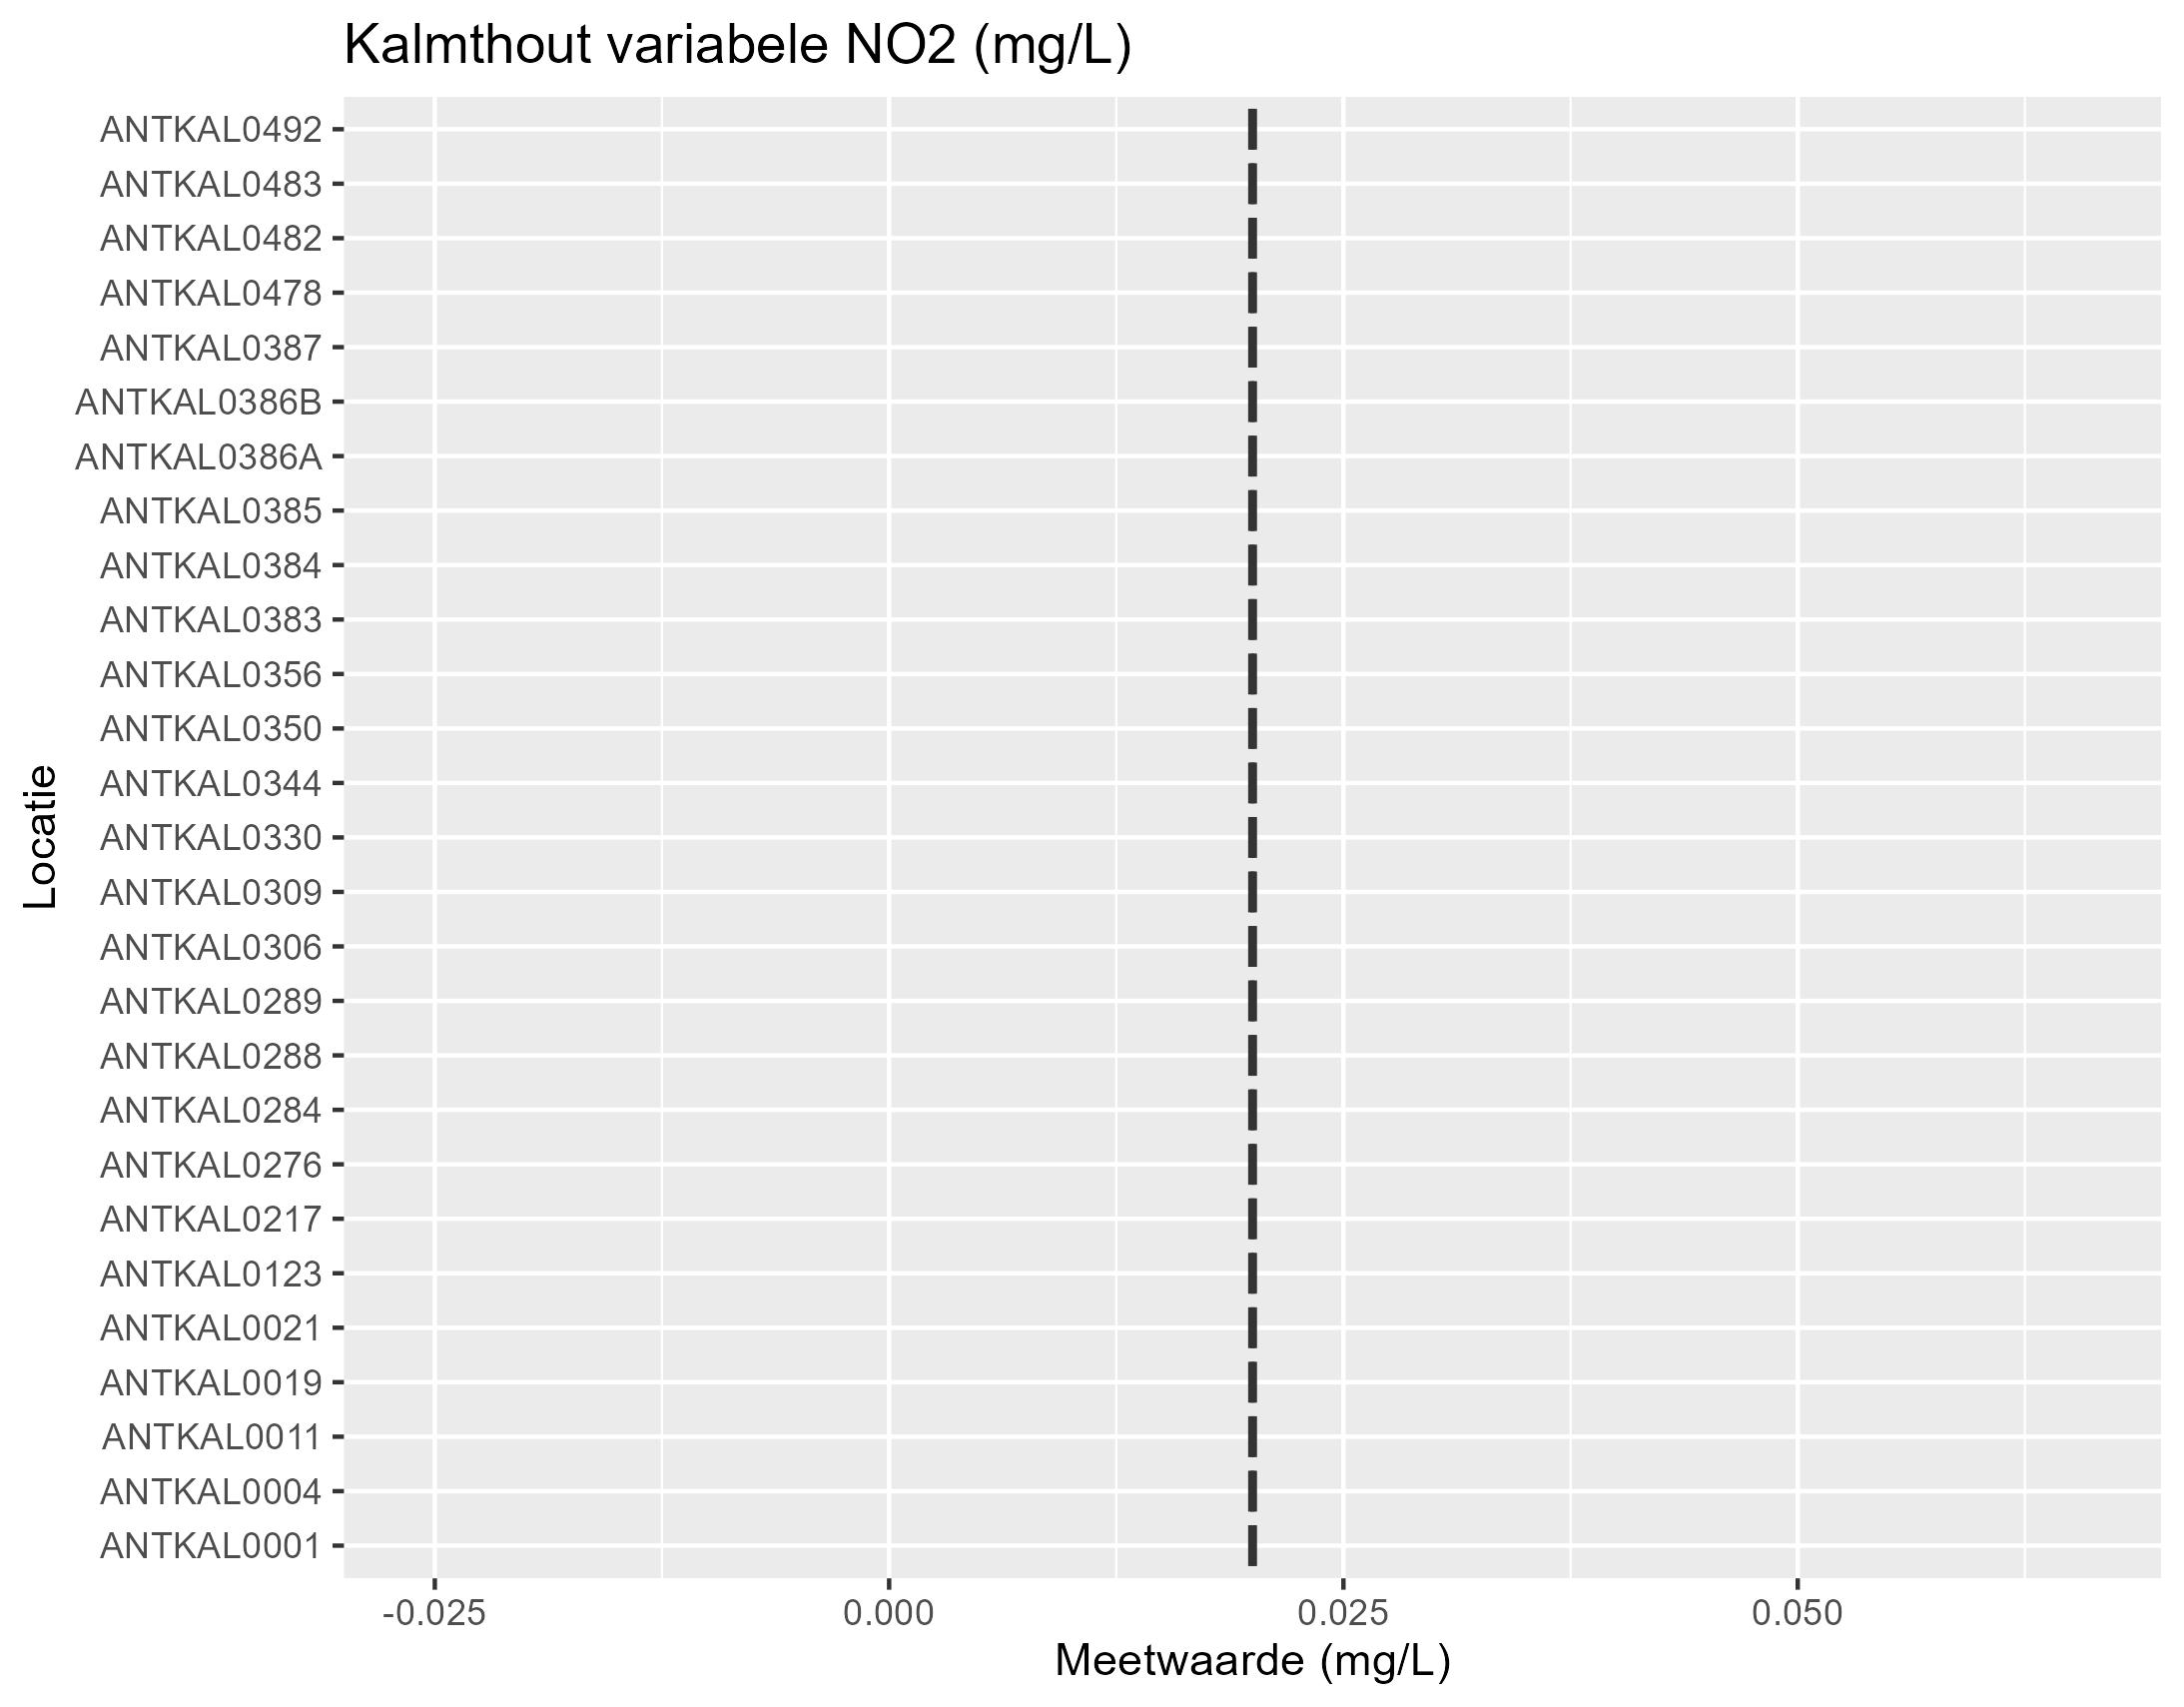 Kalmthout variabele NO2 (mg/L)
ANTKAL0492
ANTKAL0483
ANTKAL0482
ANTKAL0478
ANTKAL0387
ANTKAL0386B
ANTKAL0386A
ANTKAL0385
ANTKAL0384
ANTKAL0383
ANTKAL0356
ANTKAL0350
ANTKAL0344
ANTKAL0330
ANTKAL0309
ANTKAL0306
ANTKAL0289
ANTKAL0288
ANTKAL0284
ANTKAL0276
ANTKAL0217
ANTKAL0123
ANTKAL0021
ANTKAL0019
ANTKAL0011
ANTKAL0004
ANTKAL0001
Locatie
-0.025 0.000 0.025 0.050
Meetwaarde (mg/L)